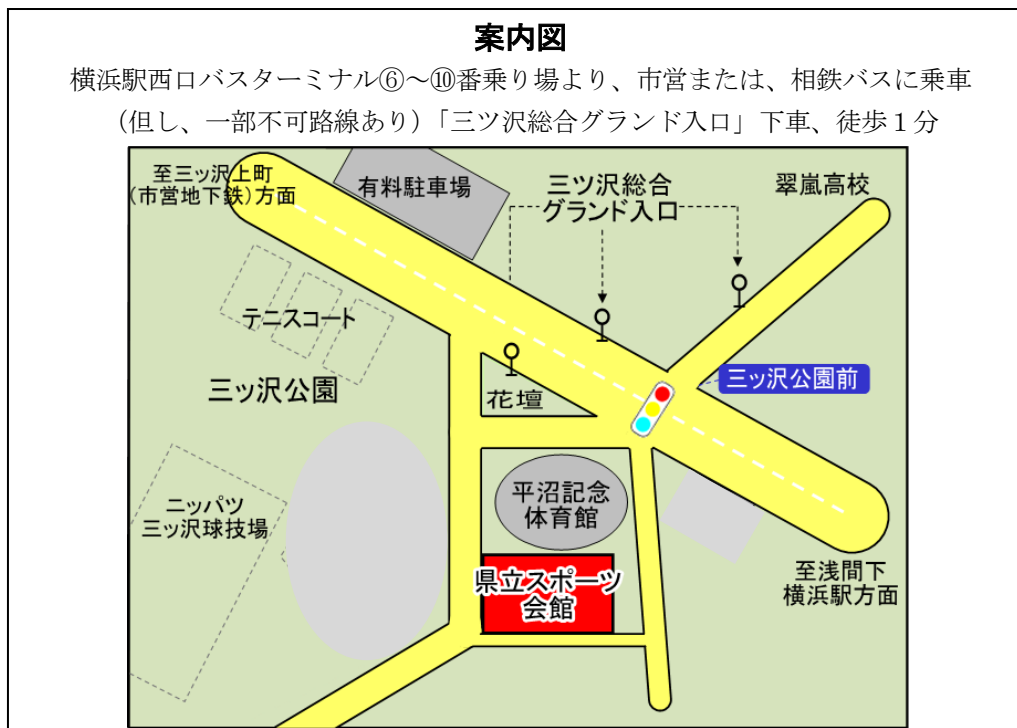 案内図
横浜駅西口バスターミナル⑥～⑩番乗り場より、市営または、相鉄バスに乗車
（但し、一部不可路線あり）「三ツ沢総合グランド入口」下車、徒歩１分
至三ッ沢上町
(市営地下鉄)方面
有料駐車場
三ツ沢総合
グランド入口
翠嵐高校
テニスコート
三ッ沢公園
花壇
三ッ沢公園前
ニッパツ
三ッ沢球技場
平沼記念
体育館
県立スポーツ
会館
至浅間下
横浜駅方面